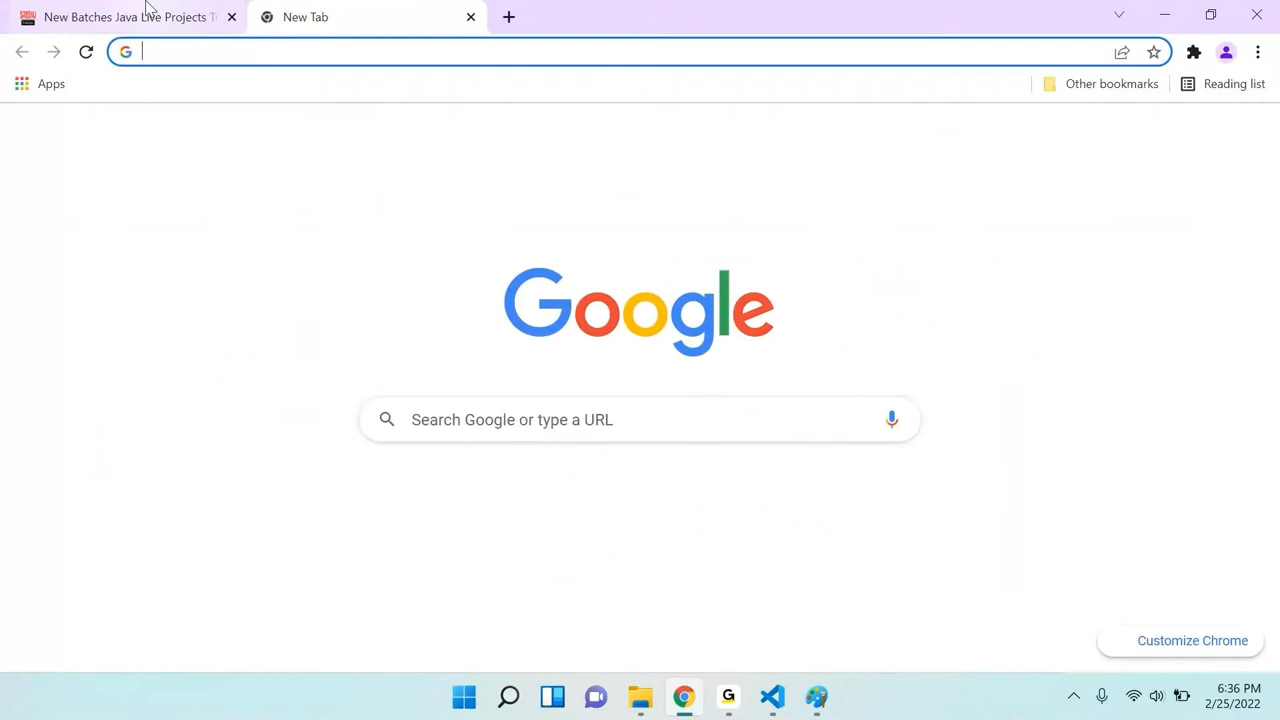 New Batches Java Live Projects T
New Tab
Apps
Other bookmarks
Reading list
Google
Search Google or type a URL
Customize Chrome
6:36 PM
2/25/2022